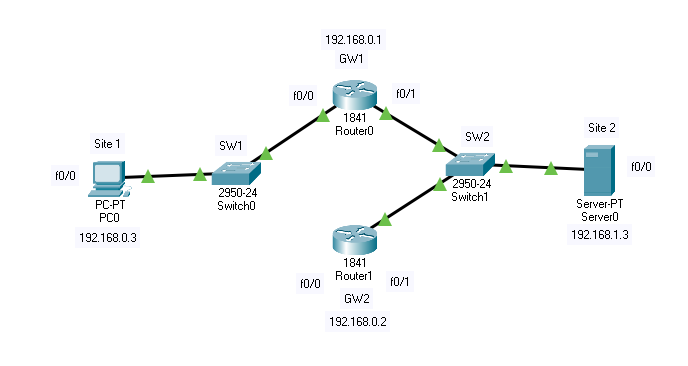 192.168.0.1
GW1
f0/0
f0/1
1841
Router0
Site 1
SW1
SW2
Site 2
f0/0
f0/0
PC-PT
PC0
2950-24
Switch0
2950-24
Switch1
Server-PT
Server0
192.168.0.3
192.168.1.3
1841
Router1
f0/0
f0/1
GW2
192.168.0.2